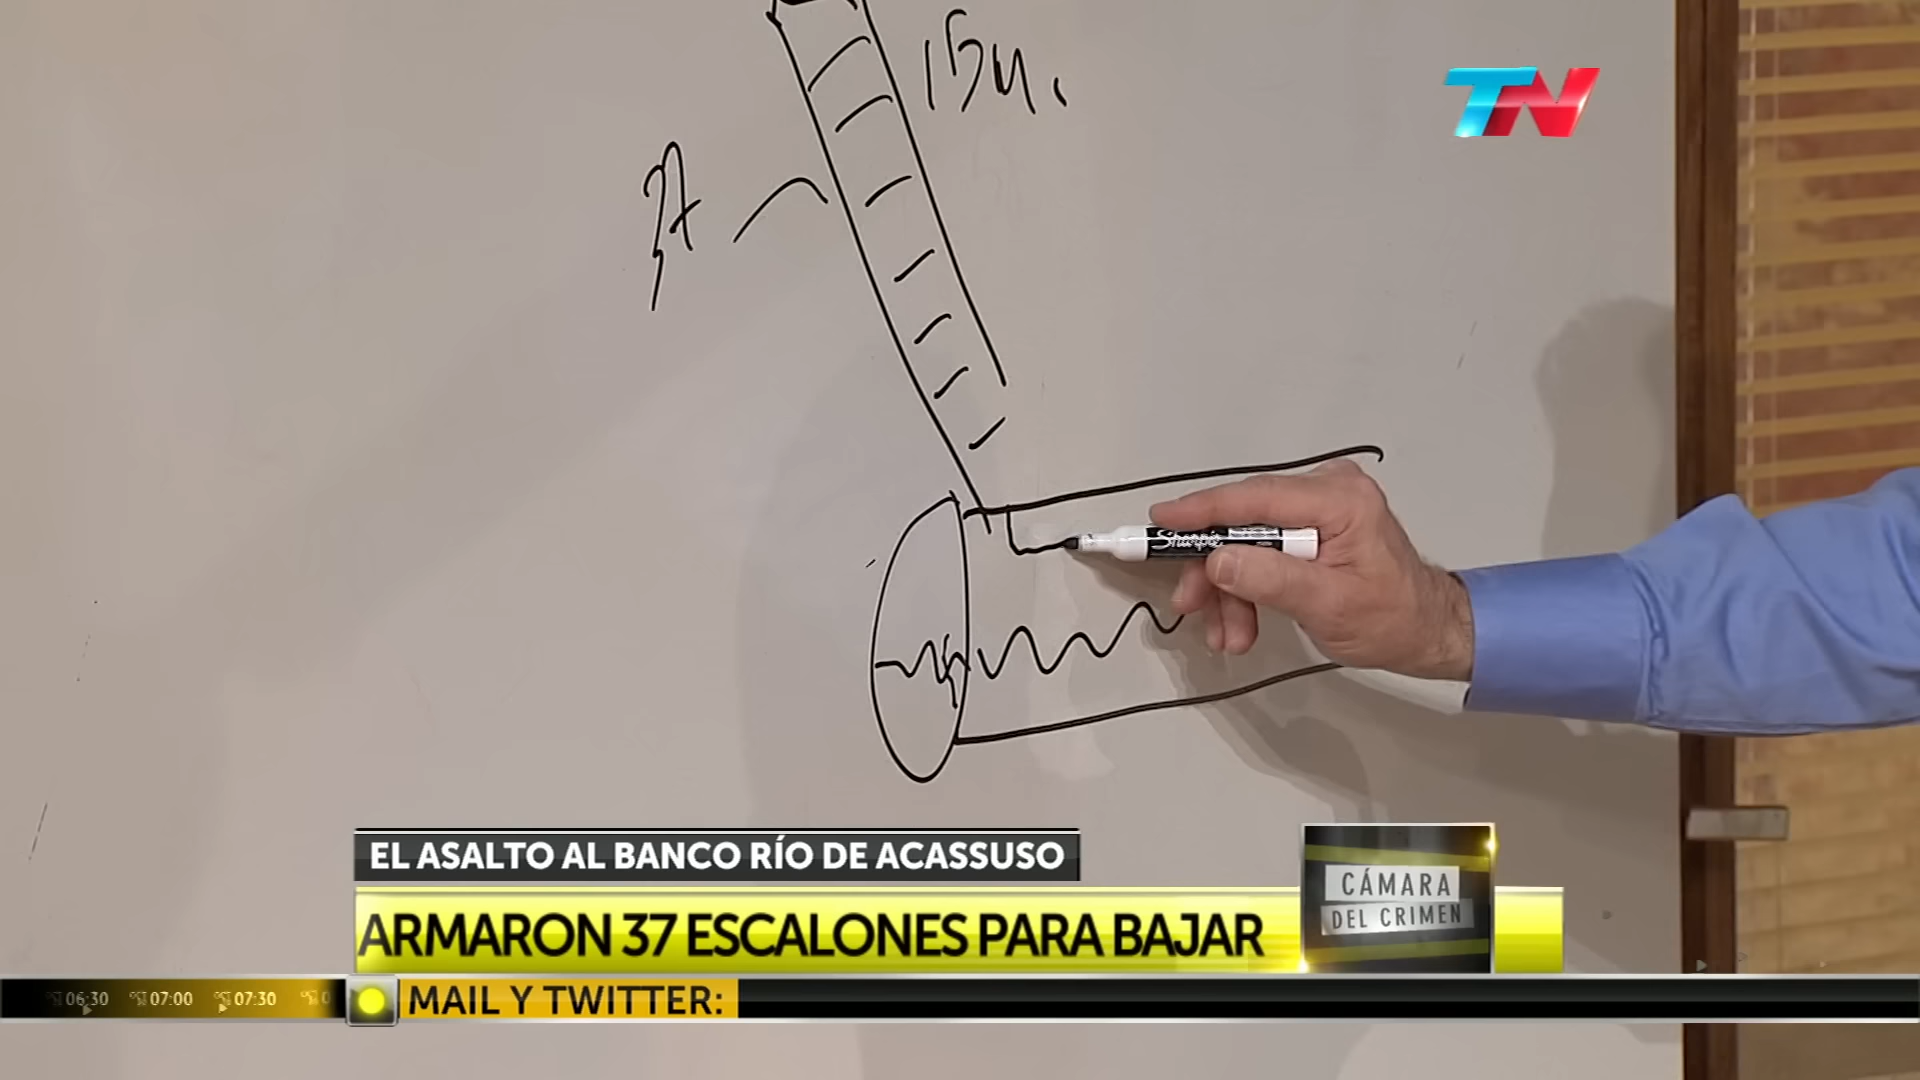 15m.
TN
37
Sharpie
EL ASALTO AL BANCO RÍO DE ACASSUSO
ARMARON 37 ESCALONES PARA BAJAR
CÁMARA
DEL CRIMEN
06:30 07:00 07:30
MAIL Y TWITTER: